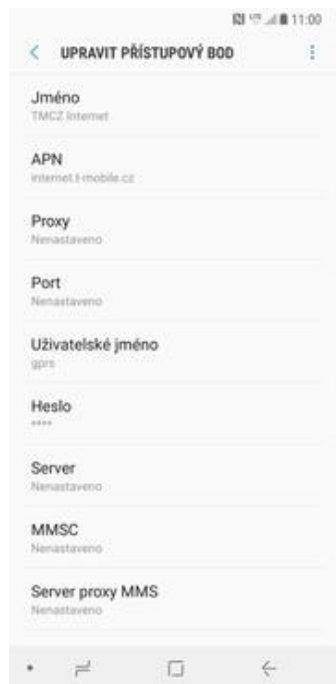 11:00
UPRAVIT PŘÍSTUPOVÝ BOD
Jméno
TMCZ Internet
APN
internet.t-mobile.cz
Proxy
Nenastaveno
Port
Nenastaveno
Uživatelské jméno
gprs
Heslo
****
Server
Nenastaveno
MMSC
Nenastaveno
Server proxy MMS
Nenastaveno